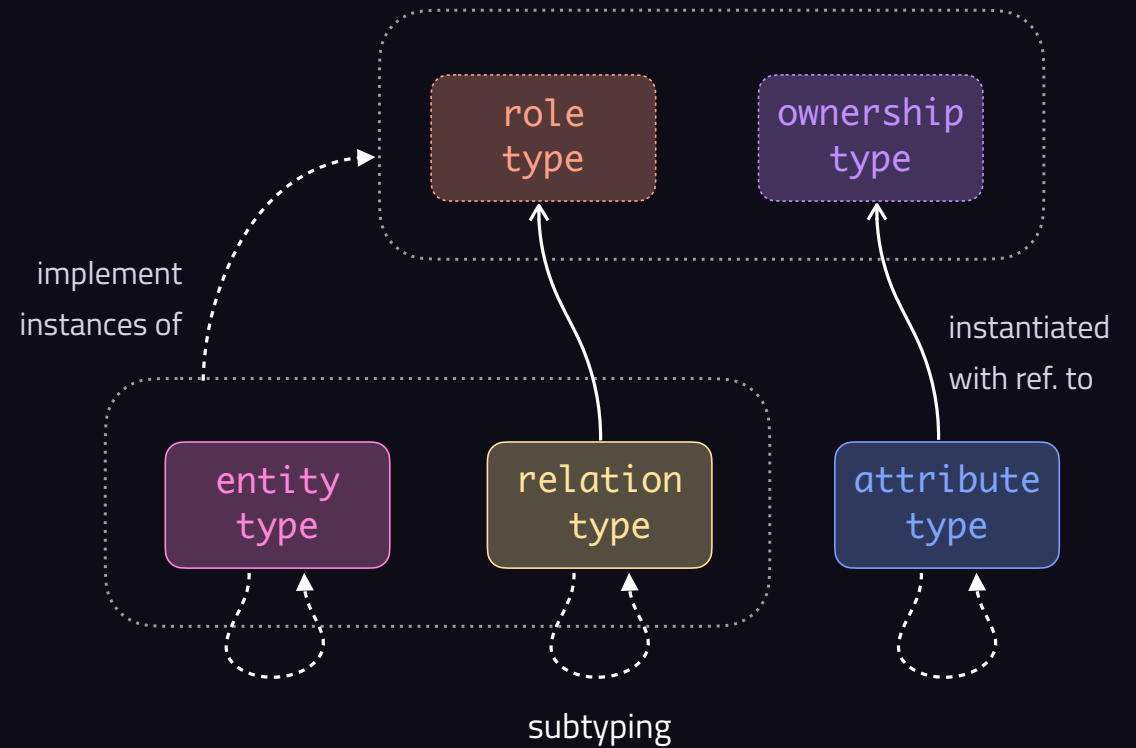 role
type
ownership
type
implement
instances of
instantiated
with ref. to
entity
type
relation
type
attribute
type
subtyping